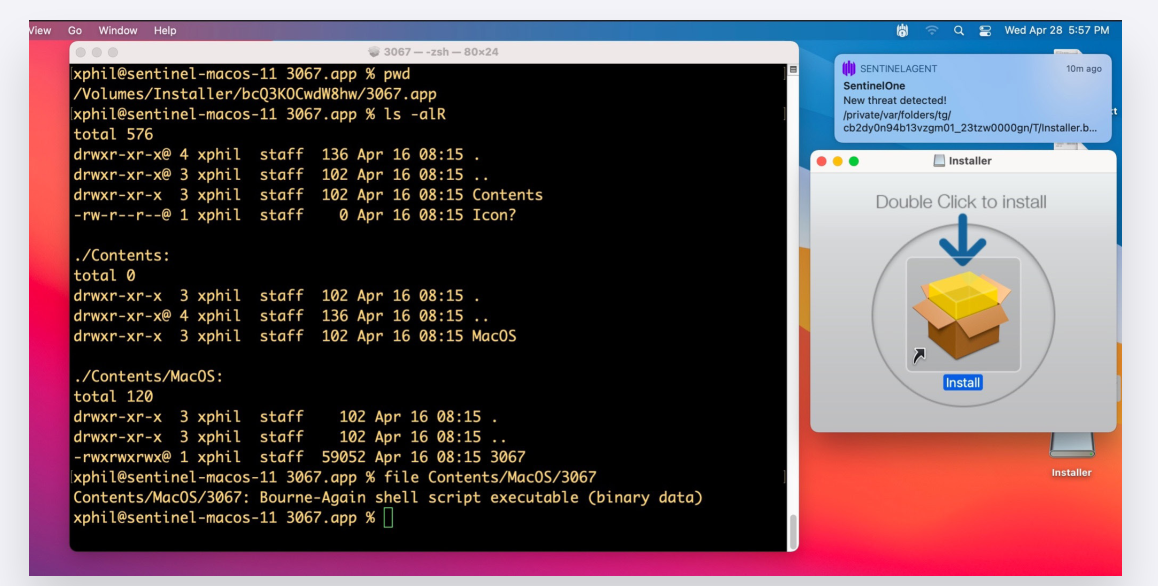 View Go Window Help
Wed Apr 28 5:57 PM
3067 — -zsh — 80×24
xphil@sentinel-macos-11 3067.app % pwd
/Volumes/Installer/bcQ3KOCwdW8hw/3067.app
xphil@sentinel-macos-11 3067.app % ls -alR
total 576
drwxr-xr-x@ 4 xphil staff 136 Apr 16 08:15 .
drwxr-xr-x@ 3 xphil staff 102 Apr 16 08:15 ..
drwxr-xr-x 3 xphil staff 102 Apr 16 08:15 Contents
-rw-r--r--@ 1 xphil staff 0 Apr 16 08:15 Icon?
./Contents:
total 0
drwxr-xr-x 3 xphil staff 102 Apr 16 08:15 .
drwxr-xr-x@ 4 xphil staff 136 Apr 16 08:15 ..
drwxr-xr-x 3 xphil staff 102 Apr 16 08:15 MacOS
./Contents/MacOS:
total 120
drwxr-xr-x 3 xphil staff 102 Apr 16 08:15 .
drwxr-xr-x 3 xphil staff 102 Apr 16 08:15 ..
-rwxrwxrwx@ 1 xphil staff 59052 Apr 16 08:15 3067
xphil@sentinel-macos-11 3067.app % file Contents/MacOS/3067
Contents/MacOS/3067: Bourne-Again shell script executable (binary data)
xphil@sentinel-macos-11 3067.app %
SENTINELAGENT 10m ago
SentinelOne
New threat detected!
/private/var/folders/tg/
cb2dy0n94b13vzgm01_23tzw0000gn/T/Installer.b...
Installer
Double Click to install
Install
Installer